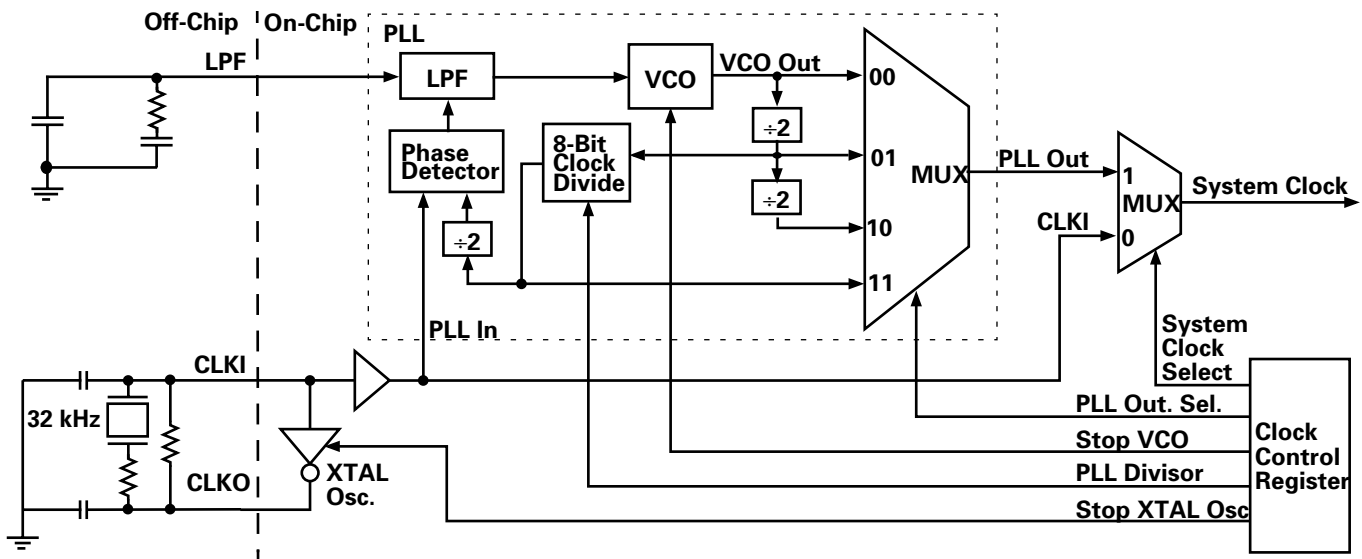 Off-Chip
On-Chip
PLL
LPF
LPF
VCO
VCO Out
00
÷2
Phase
Detector
8-Bit
Clock
Divide
01
MUX
PLL Out
1
MUX
0
System Clock
÷2
CLKI
÷2
10
11
PLL In
System
Clock
Select
CLKI
32 kHz
PLL Out. Sel.
Stop VCO
Clock
Control
Register
CLKO
XTAL
Osc.
PLL Divisor
Stop XTAL Osc